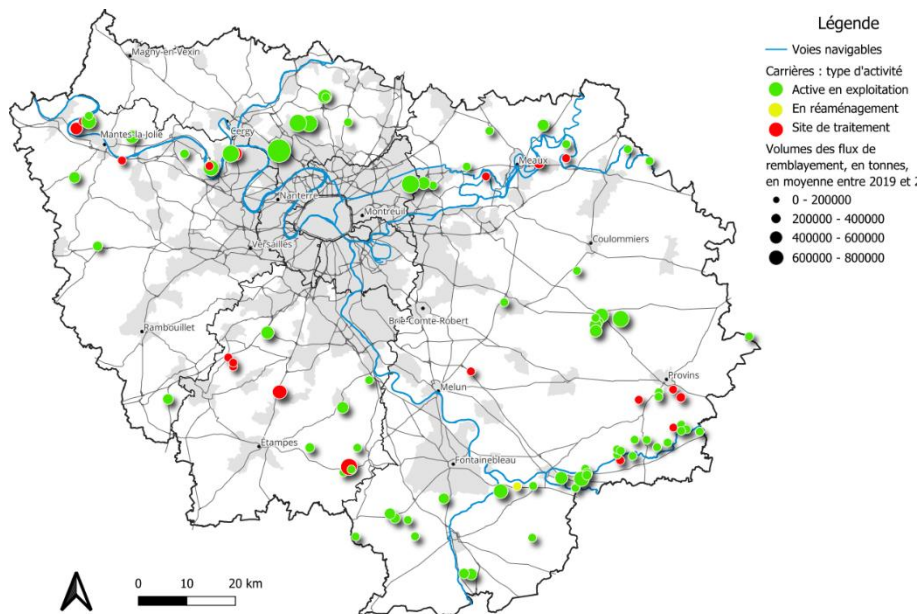 Légende
Voies navigables
Carrières : type d'activité
Active en exploitation
En réaménagement
Site de traitement
Volumes des flux de
remblayement, en tonnes,
en moyenne entre 2019 et 2
0 - 200000
200000 - 400000
400000 - 600000
600000 - 800000
Magny-en-Vexin
Mantes-la-Jolie
Cergy
Meaux
Nanterre
Montreuil
Versailles
Coulommiers
Rambouillet
Brie-Comte-Robert
Provins
Melun
Étampes
Fontainebleau
0 10 20 km